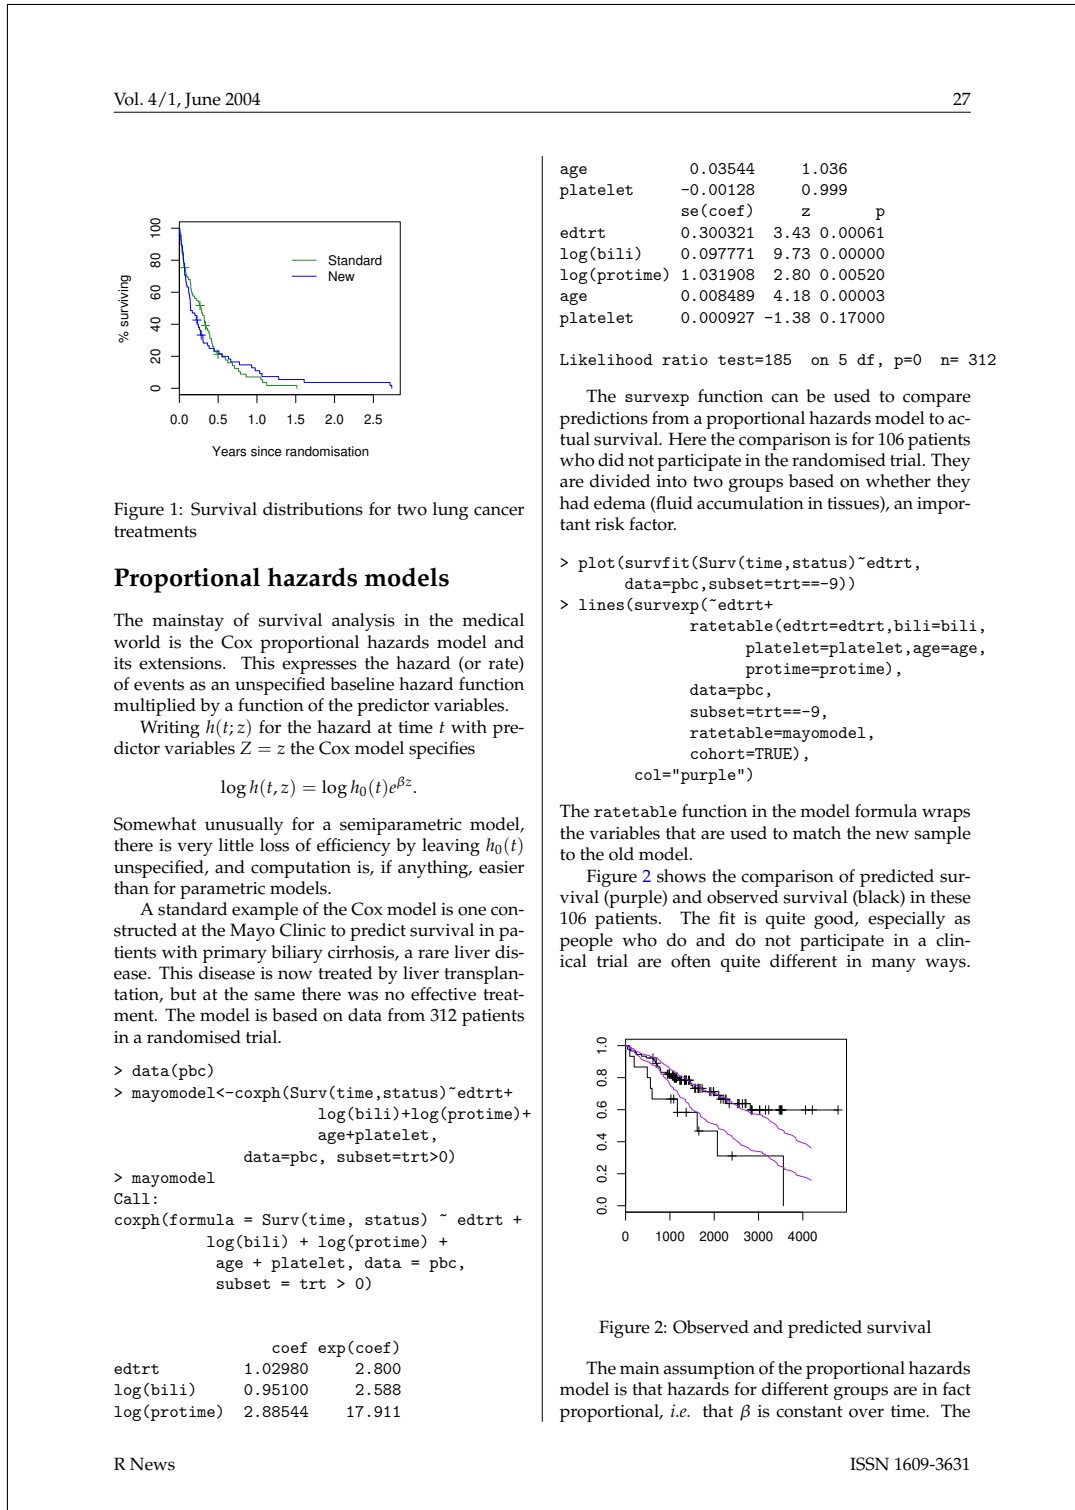 Vol. 4/1, June 2004 27
100
80
60
40
20
0
% surviving
Standard
New
0.0 0.5 1.0 1.5 2.0 2.5
Years since randomisation
Figure 1: Survival distributions for two lung cancer
treatments
Proportional hazards models
The mainstay of survival analysis in the medical
world is the Cox proportional hazards model and
its extensions. This expresses the hazard (or rate)
of events as an unspecified baseline hazard function
multiplied by a function of the predictor variables.
Writing h(t; z) for the hazard at time t with pre-
dictor variables Z = z the Cox model specifies
log h(t, z) = log h₀(t)e^{βz}.
Somewhat unusually for a semiparametric model,
there is very little loss of efficiency by leaving h₀(t)
unspecified, and computation is, if anything, easier
than for parametric models.
A standard example of the Cox model is one con-
structed at the Mayo Clinic to predict survival in pa-
tients with primary biliary cirrhosis, a rare liver dis-
ease. This disease is now treated by liver transplan-
tation, but at the same there was no effective treat-
ment. The model is based on data from 312 patients
in a randomised trial.
> data(pbc)
> mayomodel<-coxph(Surv(time,status)~edtrt+
log(bili)+log(protime)+
age+platelet,
data=pbc, subset=trt>0)
> mayomodel
Call:
coxph(formula = Surv(time, status) ~ edtrt +
log(bili) + log(protime) +
age + platelet, data = pbc,
subset = trt > 0)
coef exp(coef)
edtrt 1.02980 2.800
log(bili) 0.95100 2.588
log(protime) 2.88544 17.911
age 0.03544 1.036
platelet -0.00128 0.999
se(coef) z p
edtrt 0.300321 3.43 0.00061
log(bili) 0.097771 9.73 0.00000
log(protime) 1.031908 2.80 0.00520
age 0.008489 4.18 0.00003
platelet 0.000927 -1.38 0.17000
Likelihood ratio test=185 on 5 df, p=0 n= 312
The survexp function can be used to compare
predictions from a proportional hazards model to ac-
tual survival. Here the comparison is for 106 patients
who did not participate in the randomised trial. They
are divided into two groups based on whether they
had edema (fluid accumulation in tissues), an impor-
tant risk factor.
> plot(survfit(Surv(time,status)~edtrt,
data=pbc,subset=trt==-9))
> lines(survexp(~edtrt+
ratetable(edtrt=edtrt,bili=bili,
platelet=platelet,age=age,
protime=protime),
data=pbc,
subset=trt==-9,
ratetable=mayomodel,
cohort=TRUE),
col="purple")
The ratetable function in the model formula wraps
the variables that are used to match the new sample
to the old model.
Figure 2 shows the comparison of predicted sur-
vival (purple) and observed survival (black) in these
106 patients. The fit is quite good, especially as
people who do and do not participate in a clin-
ical trial are often quite different in many ways.
1.0
0.8
0.6
0.4
0.2
0.0
0 1000 2000 3000 4000
Figure 2: Observed and predicted survival
The main assumption of the proportional hazards
model is that hazards for different groups are in fact
proportional, i.e. that β is constant over time. The
R News ISSN 1609-3631